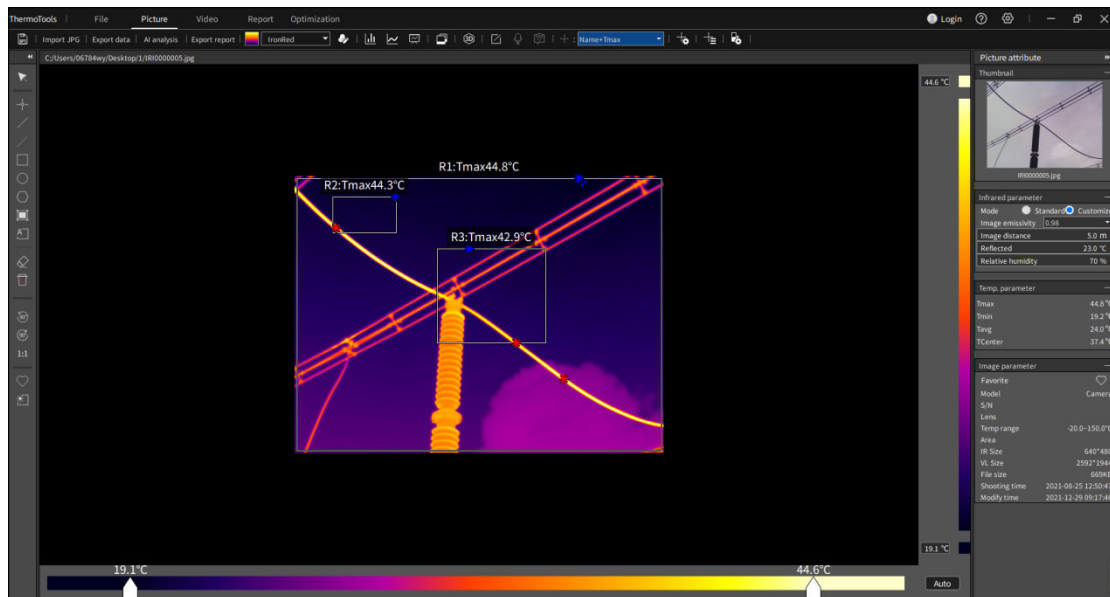 ThermoTools File Picture Video Report Optimization Login
Import JPG Export data AI analysis Export report IronRed Name+Tmax
C:/Users/06784wy/Desktop/1/IRI0000005.jpg
Picture attribute
Thumbnail
IRI0000005.jpg
Infrared parameter
Mode Standard Customize
Image emissivity 0.98
Image distance 5.0 m
Reflected 23.0 °C
Relative humidity 70 %
Temp. parameter
Tmax 44.8°
Tmin 19.2°
Tavg 24.0°
TCenter 37.4°
Image parameter
Favorite
Model Camera
S/N
Lens
Temp range -20.0~150.0°
Area
IR Size 640*480
VL Size 2592*1944
File size 669K
Shooting time 2021-08-25 12:50:4
Modify time 2021-12-29 09:17:4
44.6 °C
R1:Tmax44.8°C
R2:Tmax44.3°C
R3:Tmax42.9°C
1:1
19.1 °C
19.1°C 44.6°C
Auto